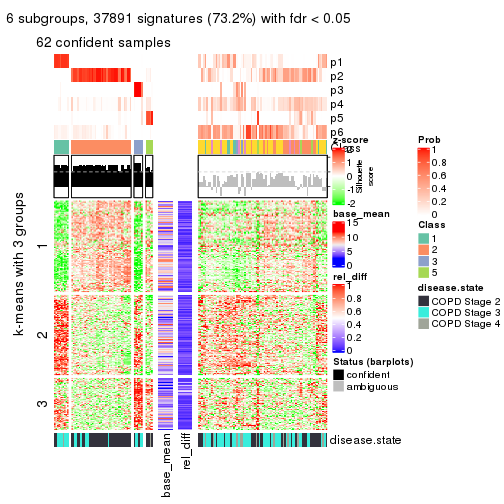 6 subgroups, 37891 signatures (73.2%) with fdr < 0.05
62 confident samples
p1
p2
p3
p4
p5
p6
Silhouette
score
k-means with 3 groups
1
2
3
base_mean
rel_diff
disease.state
z-score
1
0
-1
-2
base_mean
15
10
5
0
rel_diff
1
0.8
0.6
0.4
0.2
0
Status (barplots)
confident
ambiguous
Prob
1
0.8
0.6
0.4
0.2
0
Class
1
2
3
5
disease.state
COPD Stage 2
COPD Stage 3
COPD Stage 4